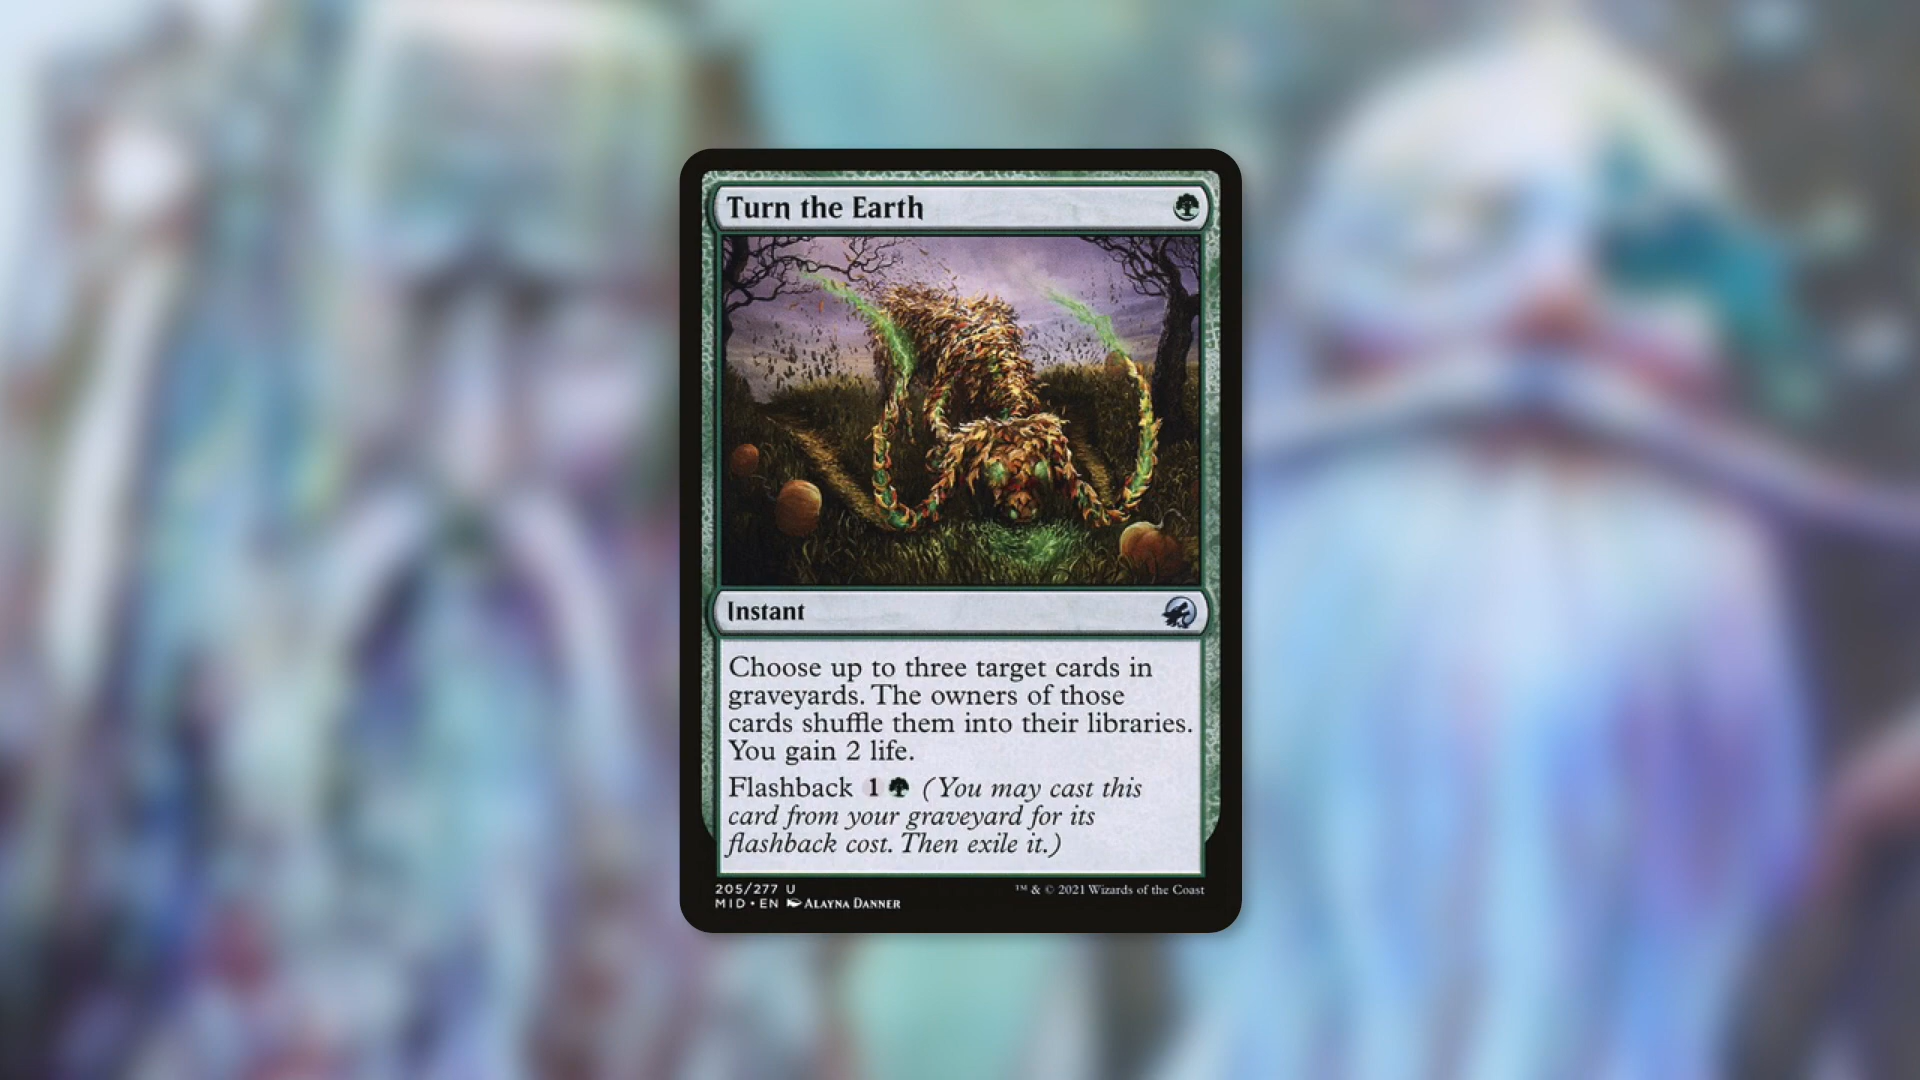 Turn the Earth
Instant
Choose up to three target cards in
graveyards. The owners of those
cards shuffle them into their libraries.
You gain 2 life.
Flashback 1 (You may cast this
card from your graveyard for its
flashback cost. Then exile it.)
205/277 U
MID • EN ALAYNA DANNER
™ & © 2021 Wizards of the Coast